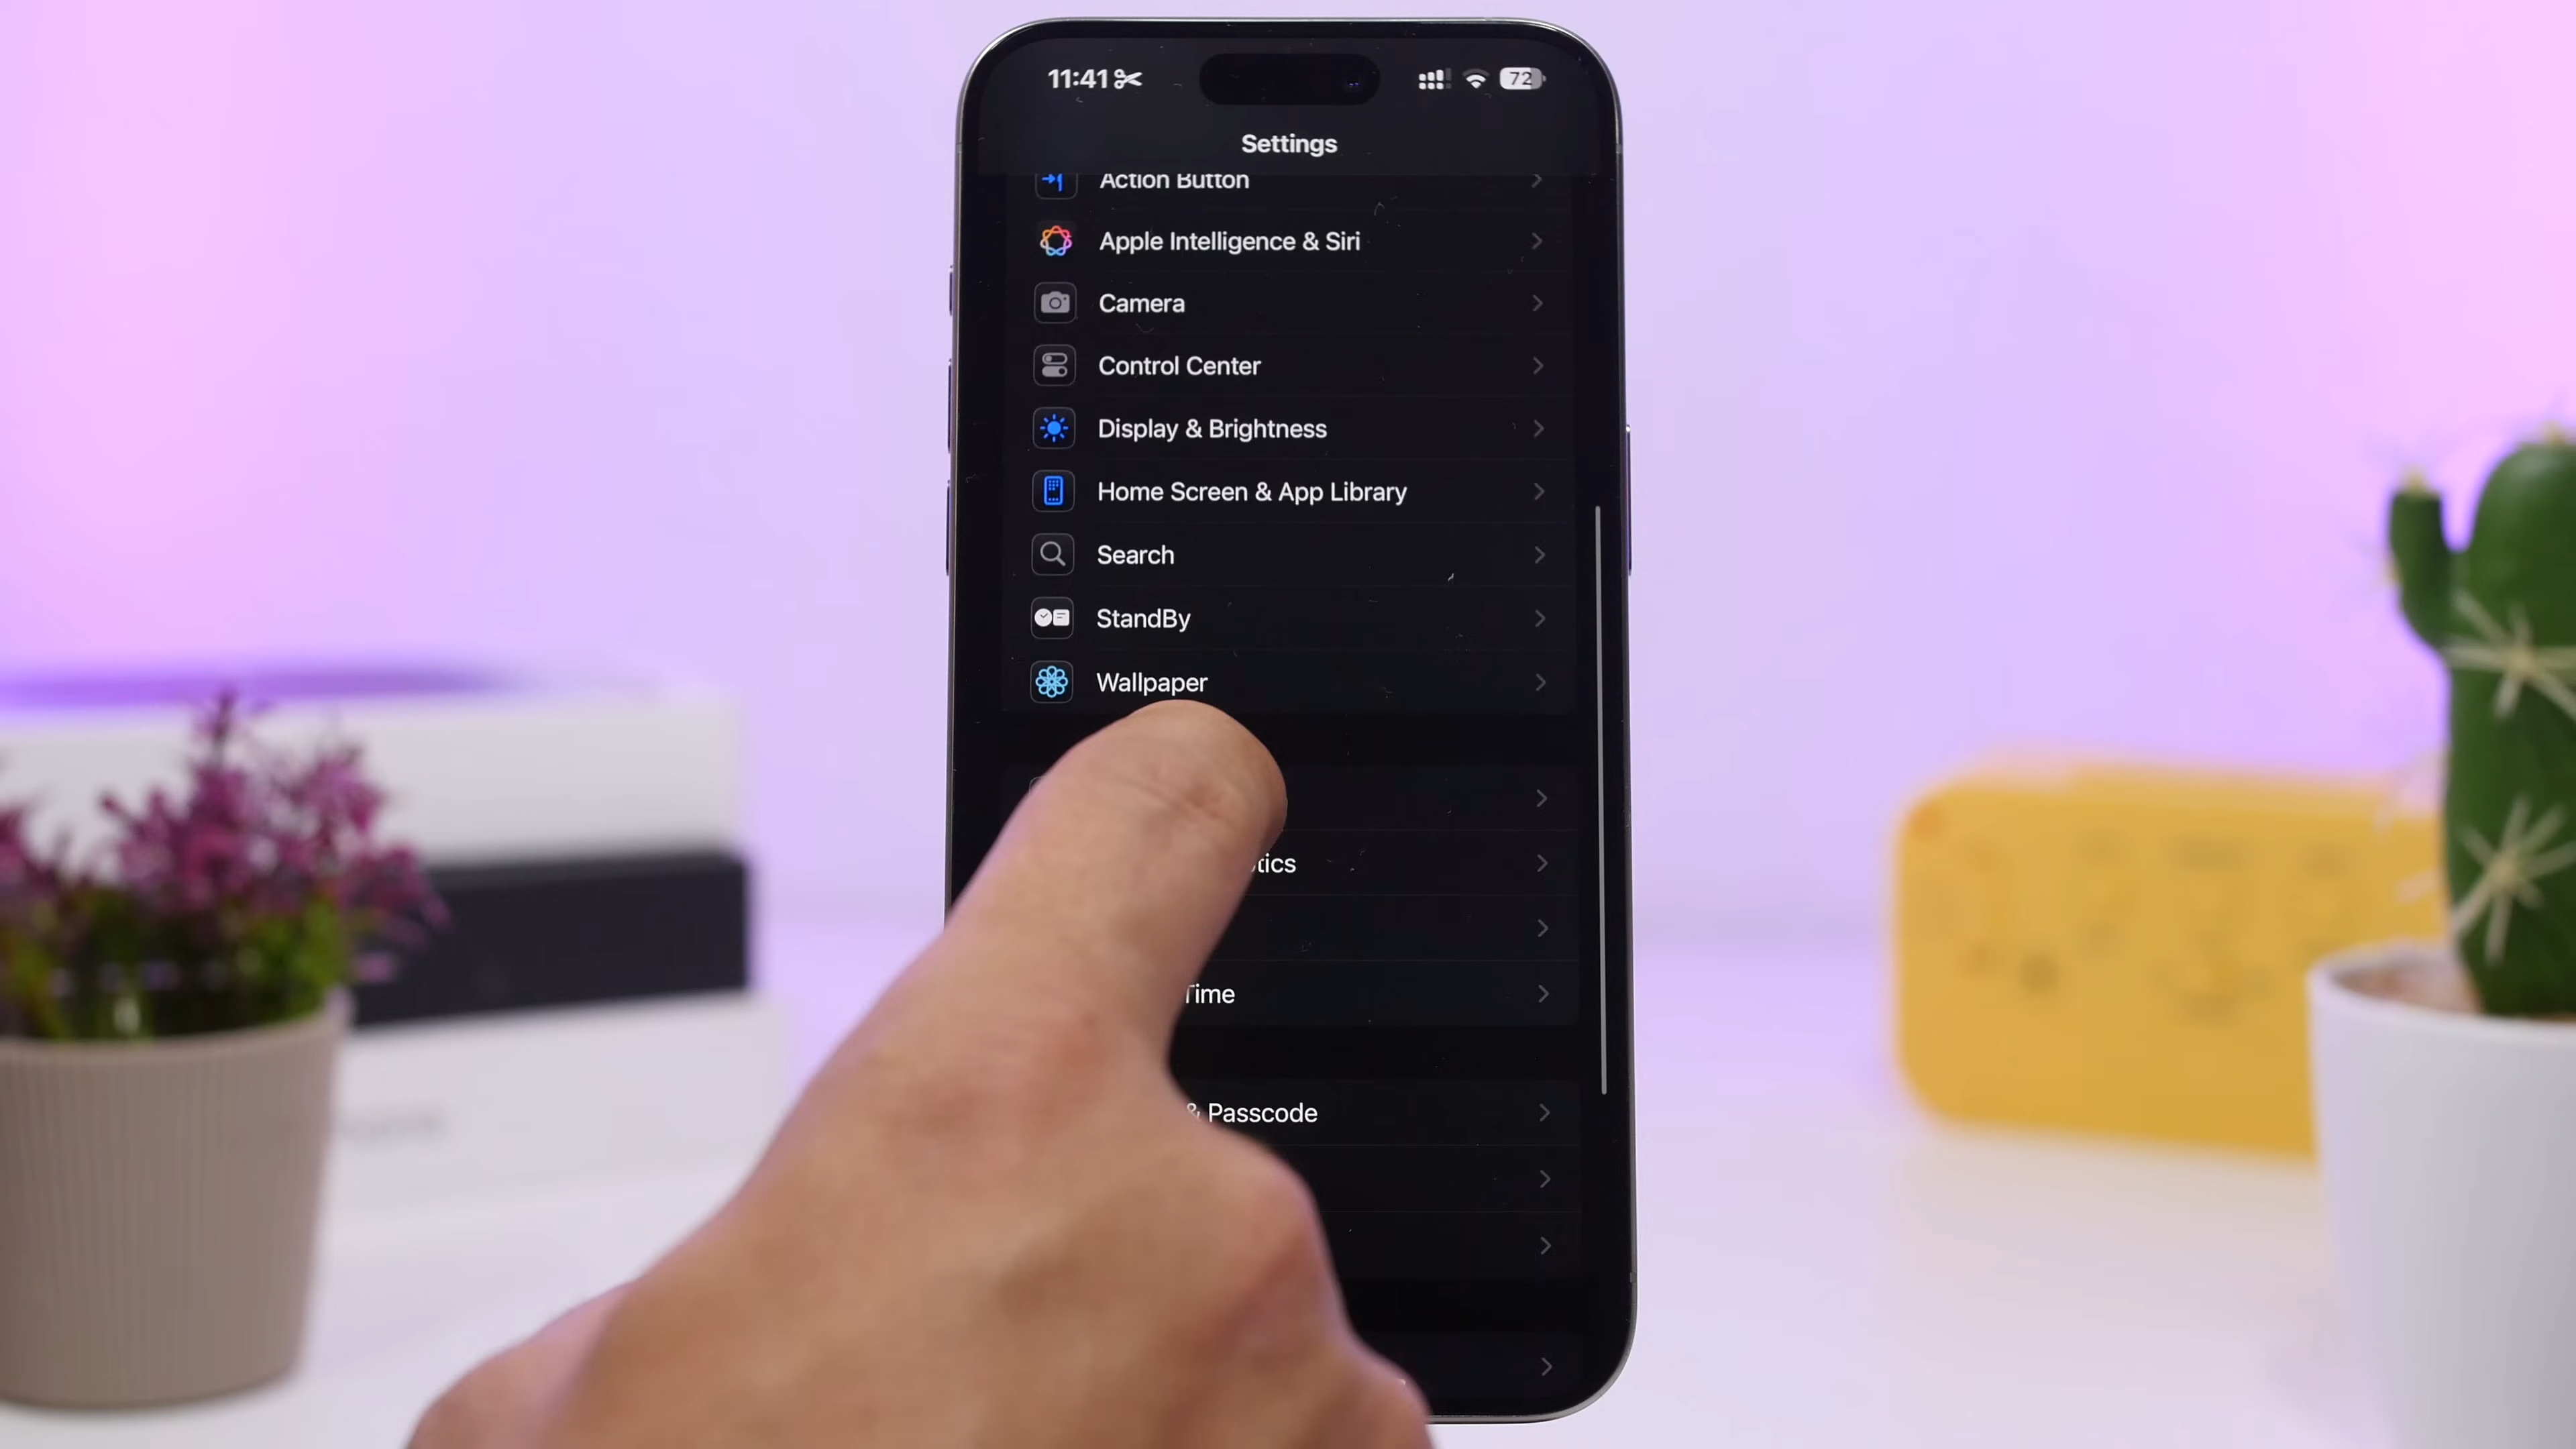 11:41
72
Settings
Action Button
Apple Intelligence & Siri
Camera
Control Center
Display & Brightness
Home Screen & App Library
Search
StandBy
Wallpaper
tics
Time
& Passcode